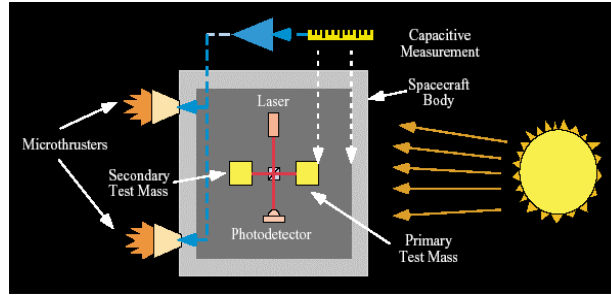 Capacitive
Measurement
Spacecraft
Body
Laser
Microthrusters
Secondary
Test Mass
Photodetector
Primary
Test Mass